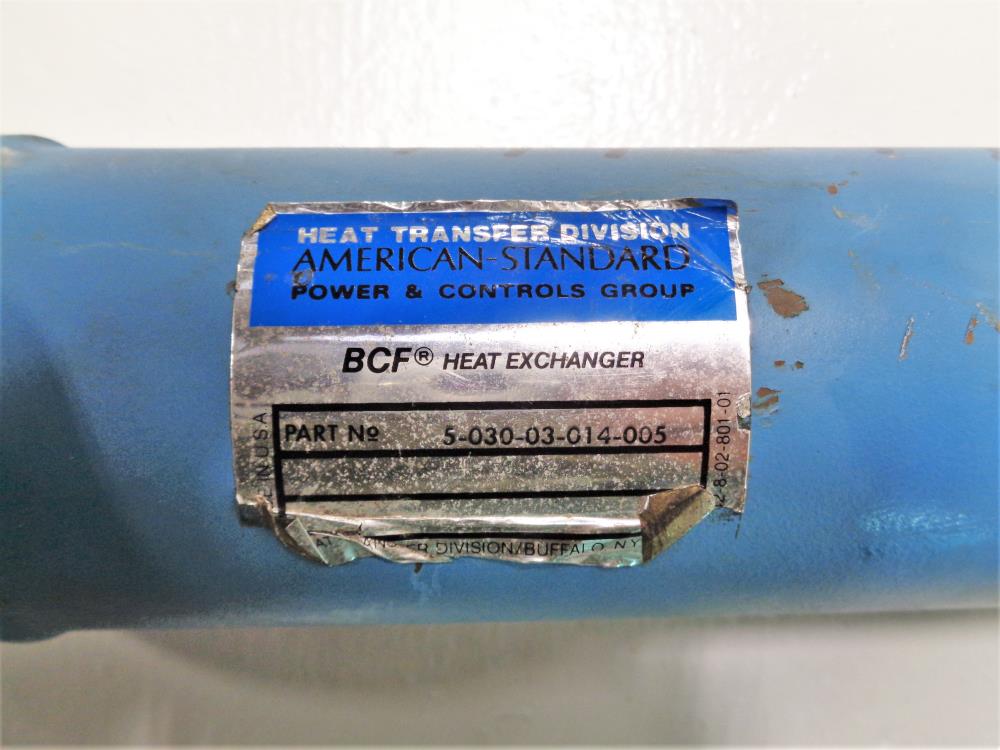 HEAT TRANSFER DIVISION
AMERICAN-STANDARD
POWER & CONTROLS GROUP
BCF® HEAT EXCHANGER
PART Nº 5-030-03-014-005
IN USA
8-02-801-01
DIVISION/BUFFALO NY